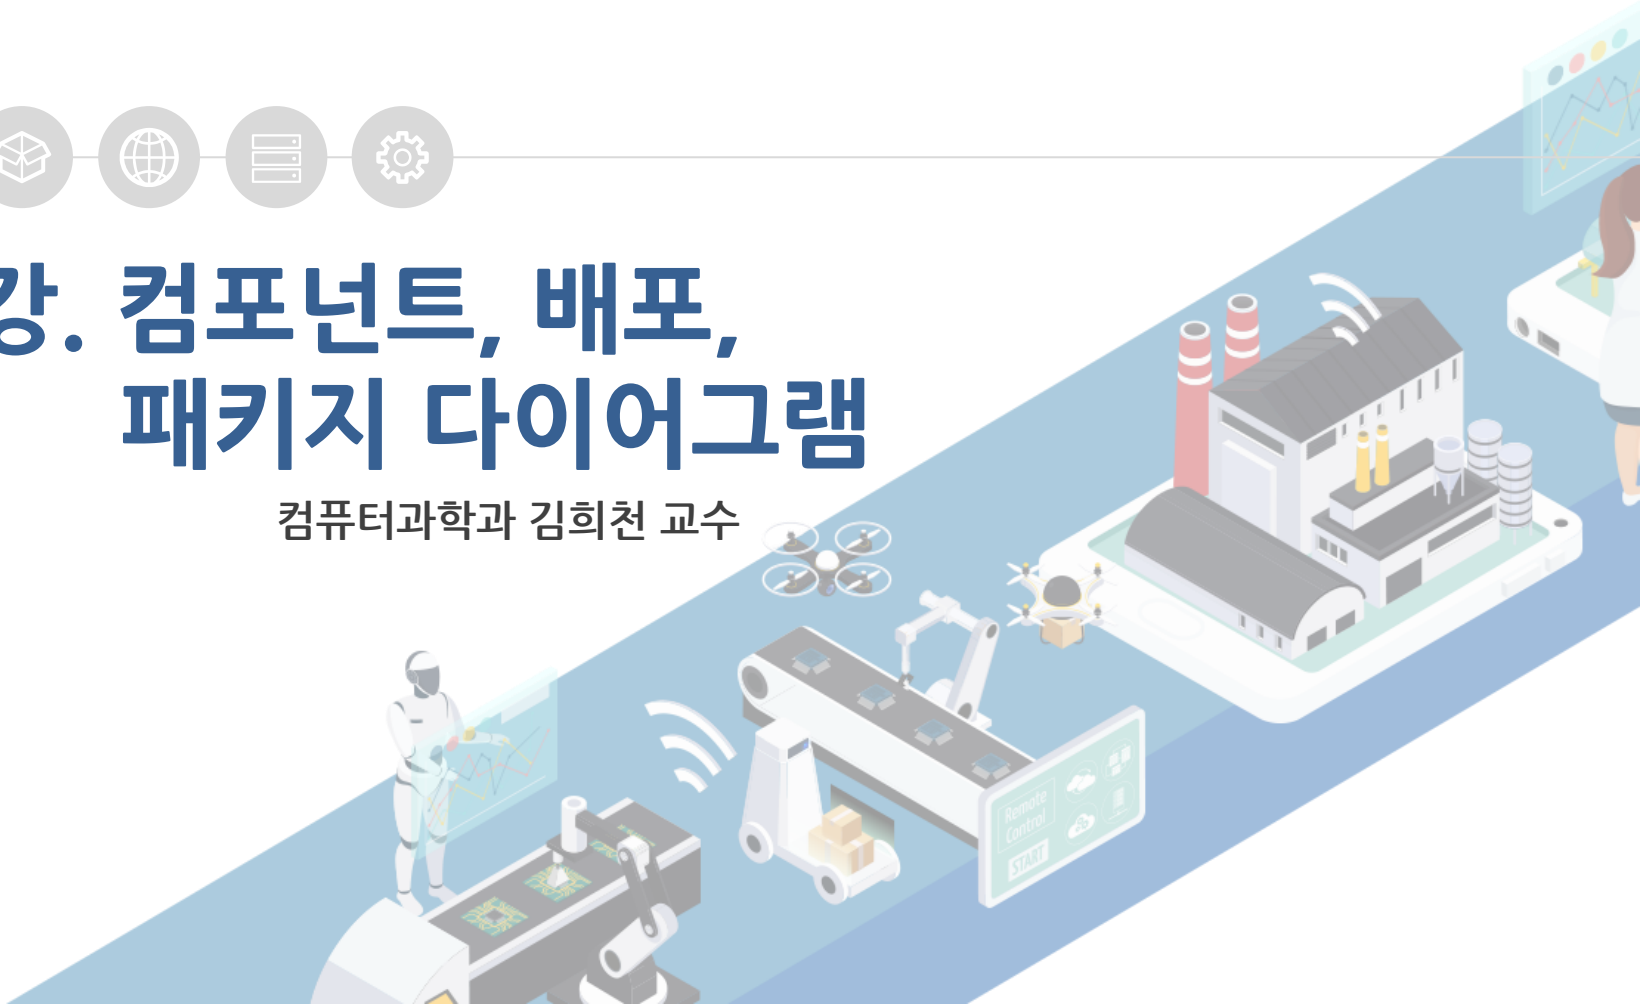 강. 컴포넌트, 배포,
패키지 다이어그램
컴퓨터과학과 김희천 교수
Remote
Control
START